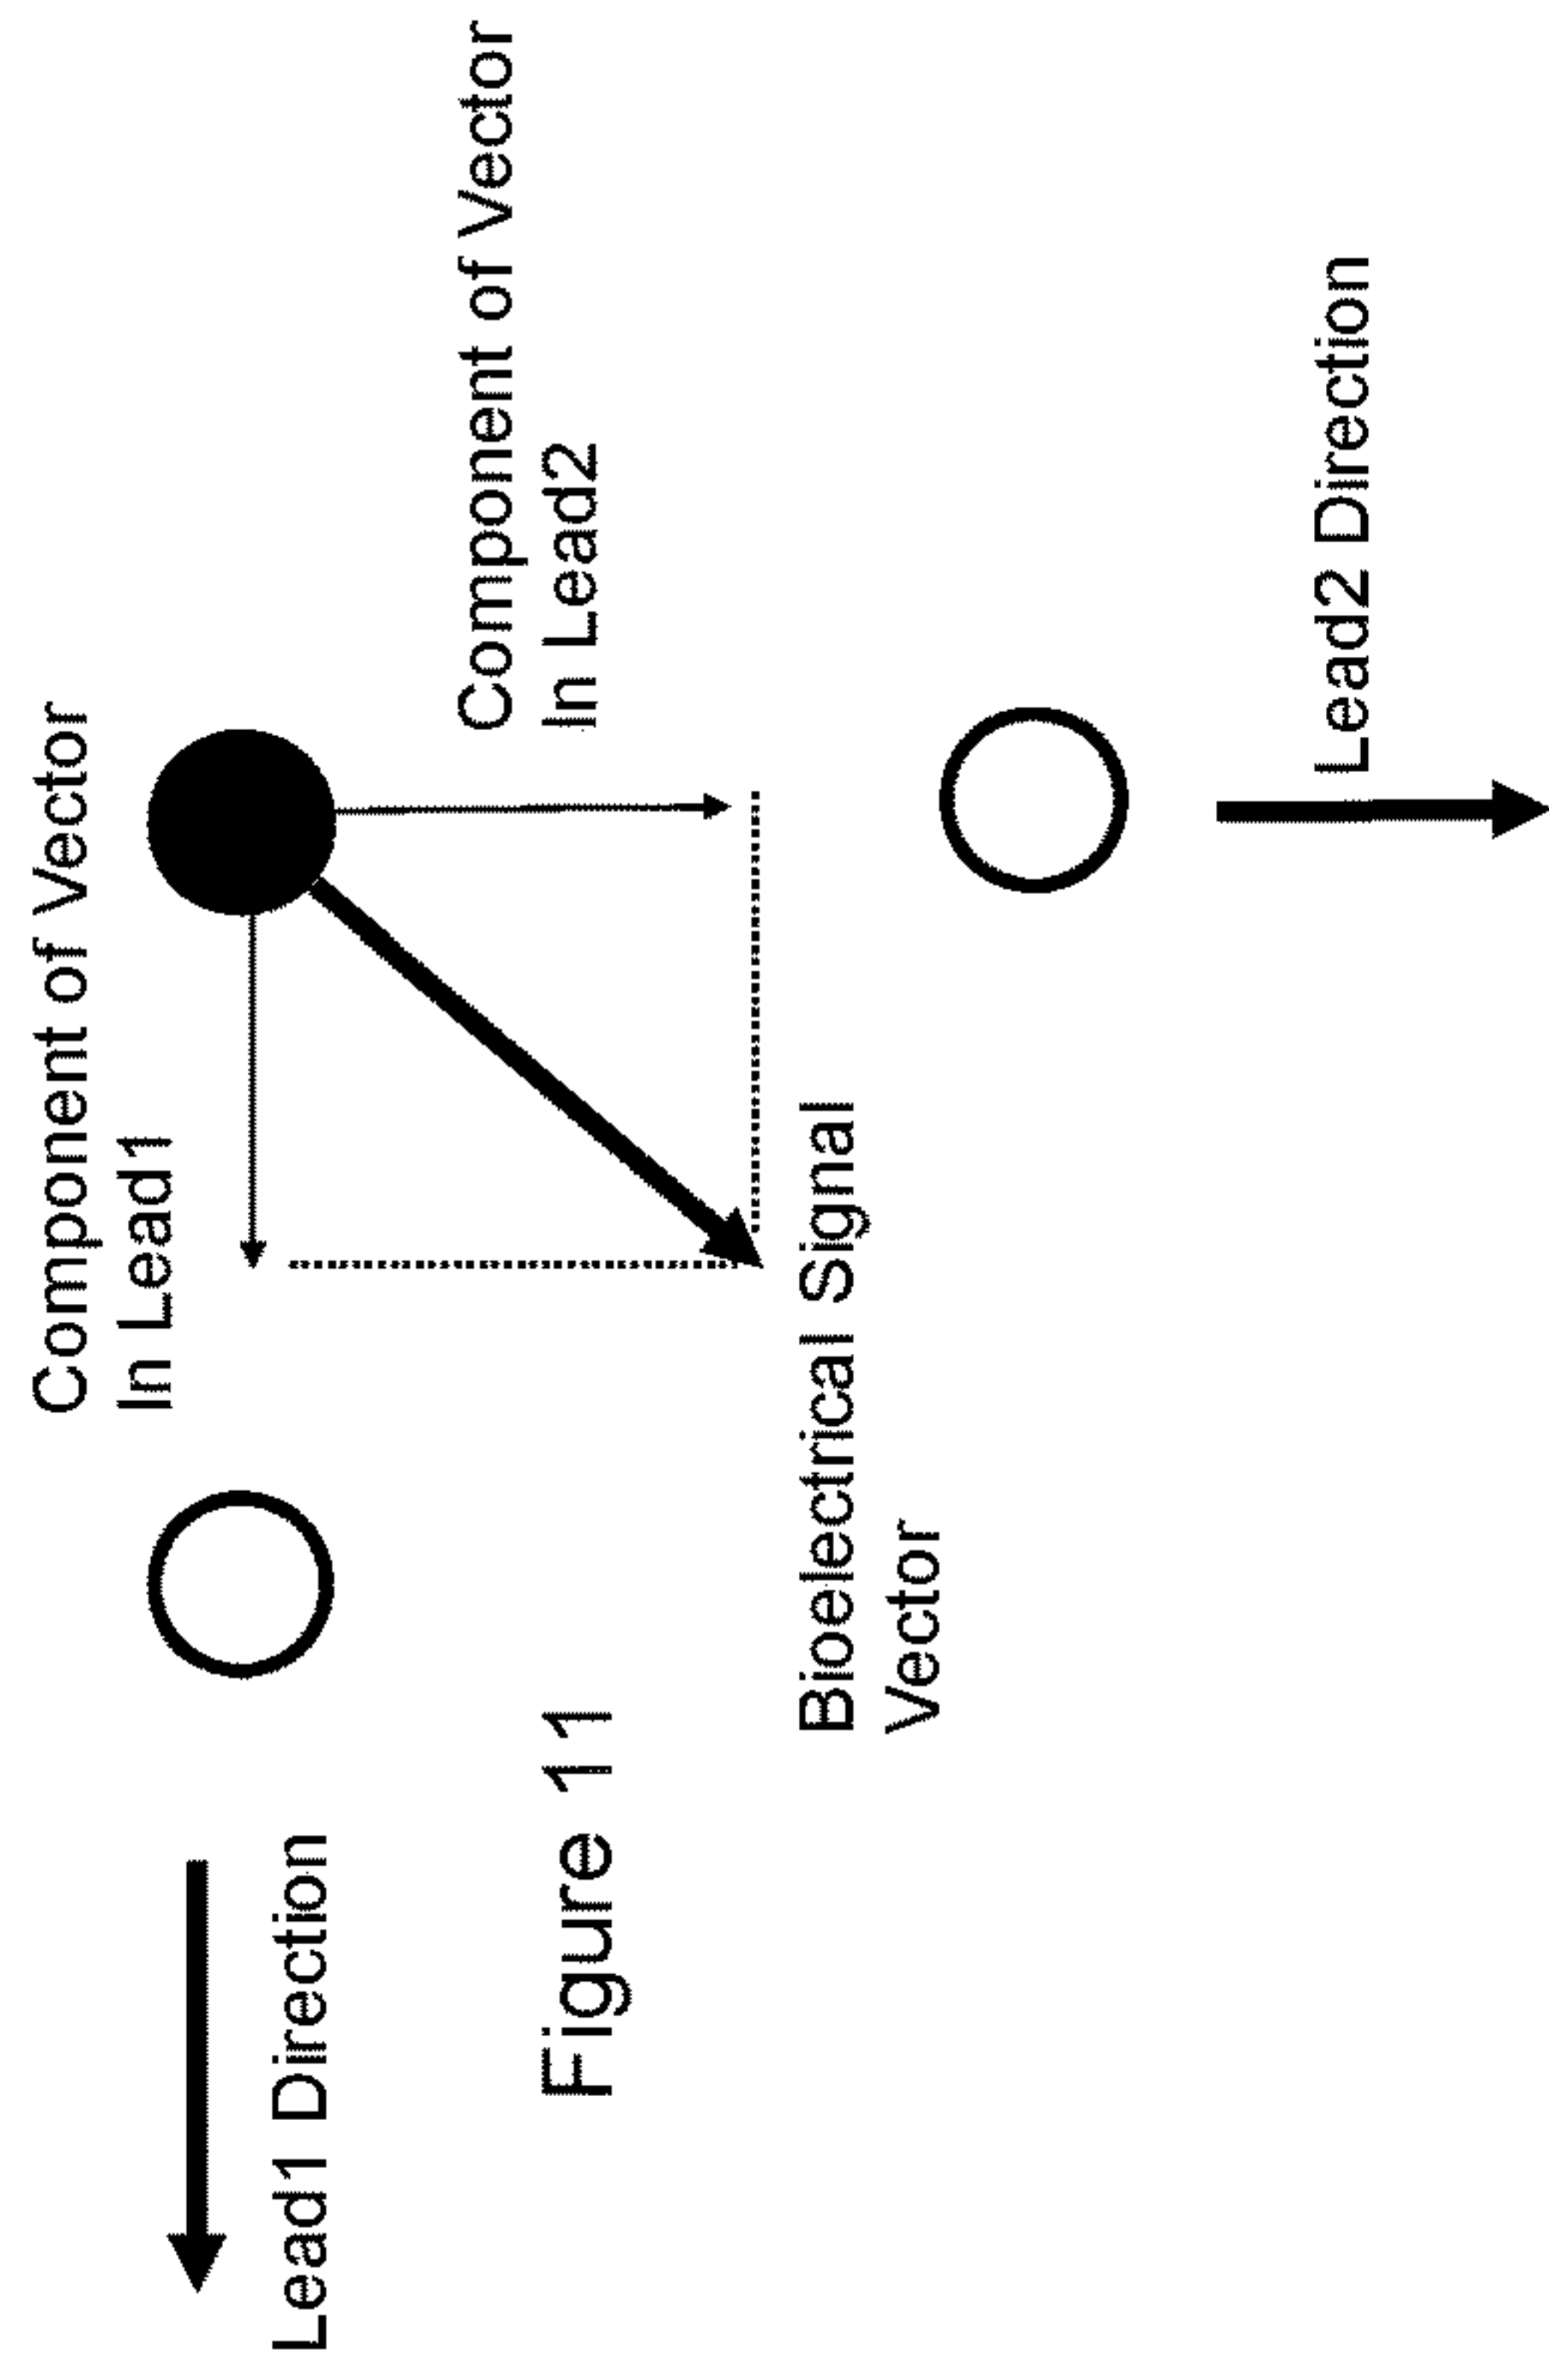 Component of Vector
In Lead1
Lead1 Direction
Component of Vector
In Lead2
Figure 11
Bioelectrical Signal
Vector
Lead2 Direction